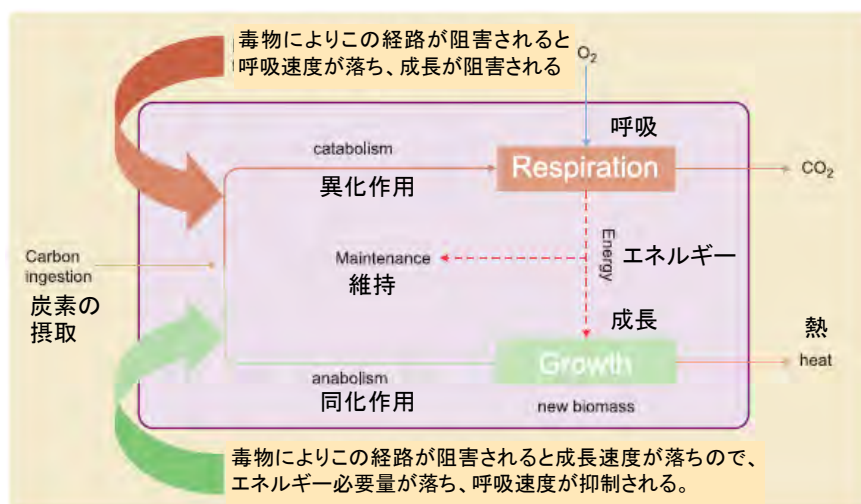 毒物によりこの経路が阻害されると
呼吸速度が落ち、成長が阻害される
O2
呼吸
catabolism
Respiration
CO2
異化作用
Carbon
ingestion
炭素の
摂取
Maintenance
維持
Energy
エネルギー
成長
熱
Growth
heat
anabolism
同化作用
new biomass
毒物によりこの経路が阻害されると成長速度が落ちので、
エネルギー必要量が落ち、呼吸速度が抑制される。